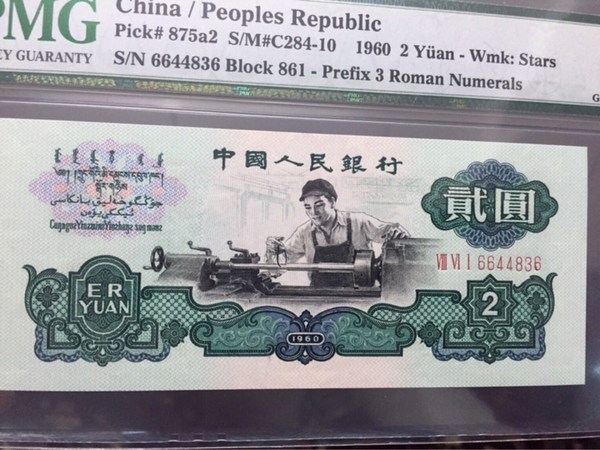 PMG
China / Peoples Republic
Pick# 875a2 S/M#C284-10 1960 2 Yüan - Wmk: Stars
EY GUARANTY
S/N 6644836 Block 861 - Prefix 3 Roman Numerals
G
中國人民銀行
貳圓
VIII VI I 6644836
ER
YUAN
2
1960